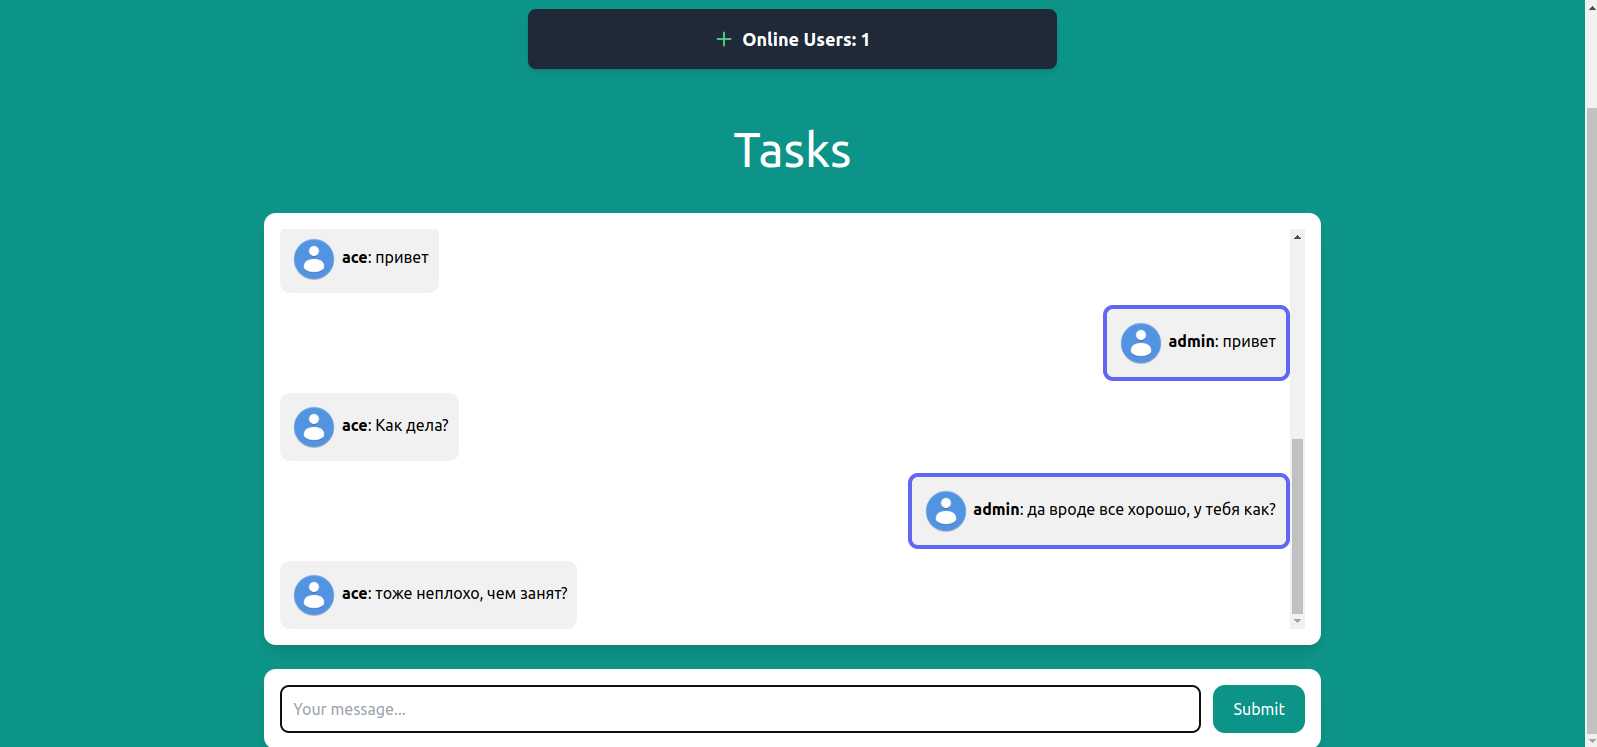 Online Users: 1
Tasks
ace: привет
admin: привет
ace: Как дела?
admin: да вроде все хорошо, у тебя как?
ace: тоже неплохо, чем занят?
Your message...
Submit